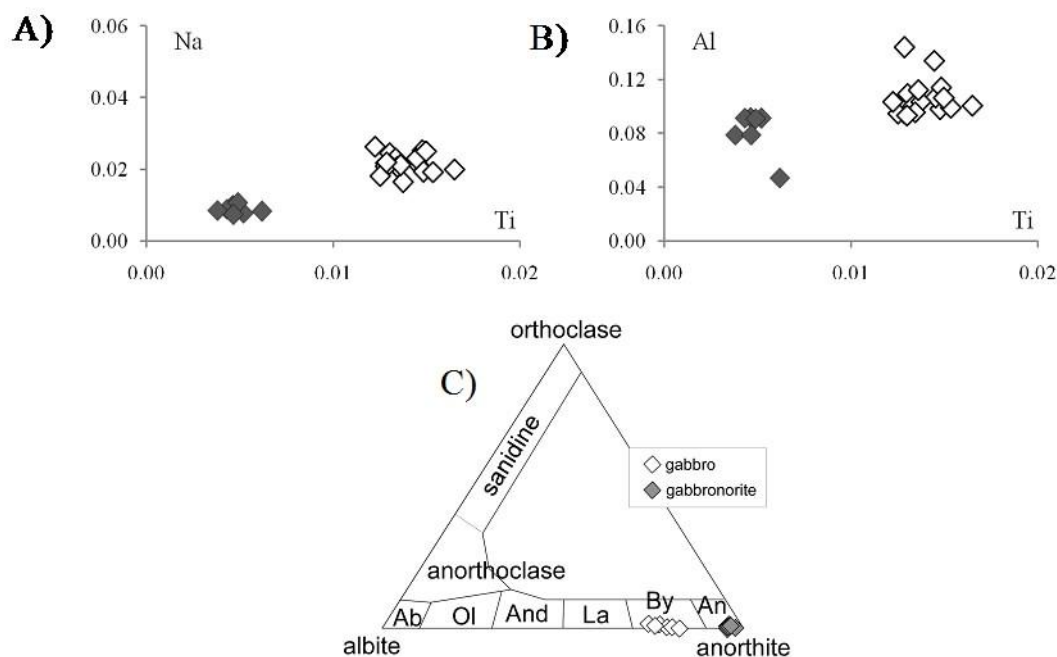 A)
0.06
Na
0.04
0.02
Ti
0.00
0.00
0.01
0.02
B)
0.16
Al
0.12
0.08
0.04
Ti
0.00
0.00
0.01
0.02
orthoclase
C)
sanidine
gabbro
gabbronorite
anorthoclase
Ab
Ol
And
La
By
An
albite
anorthite